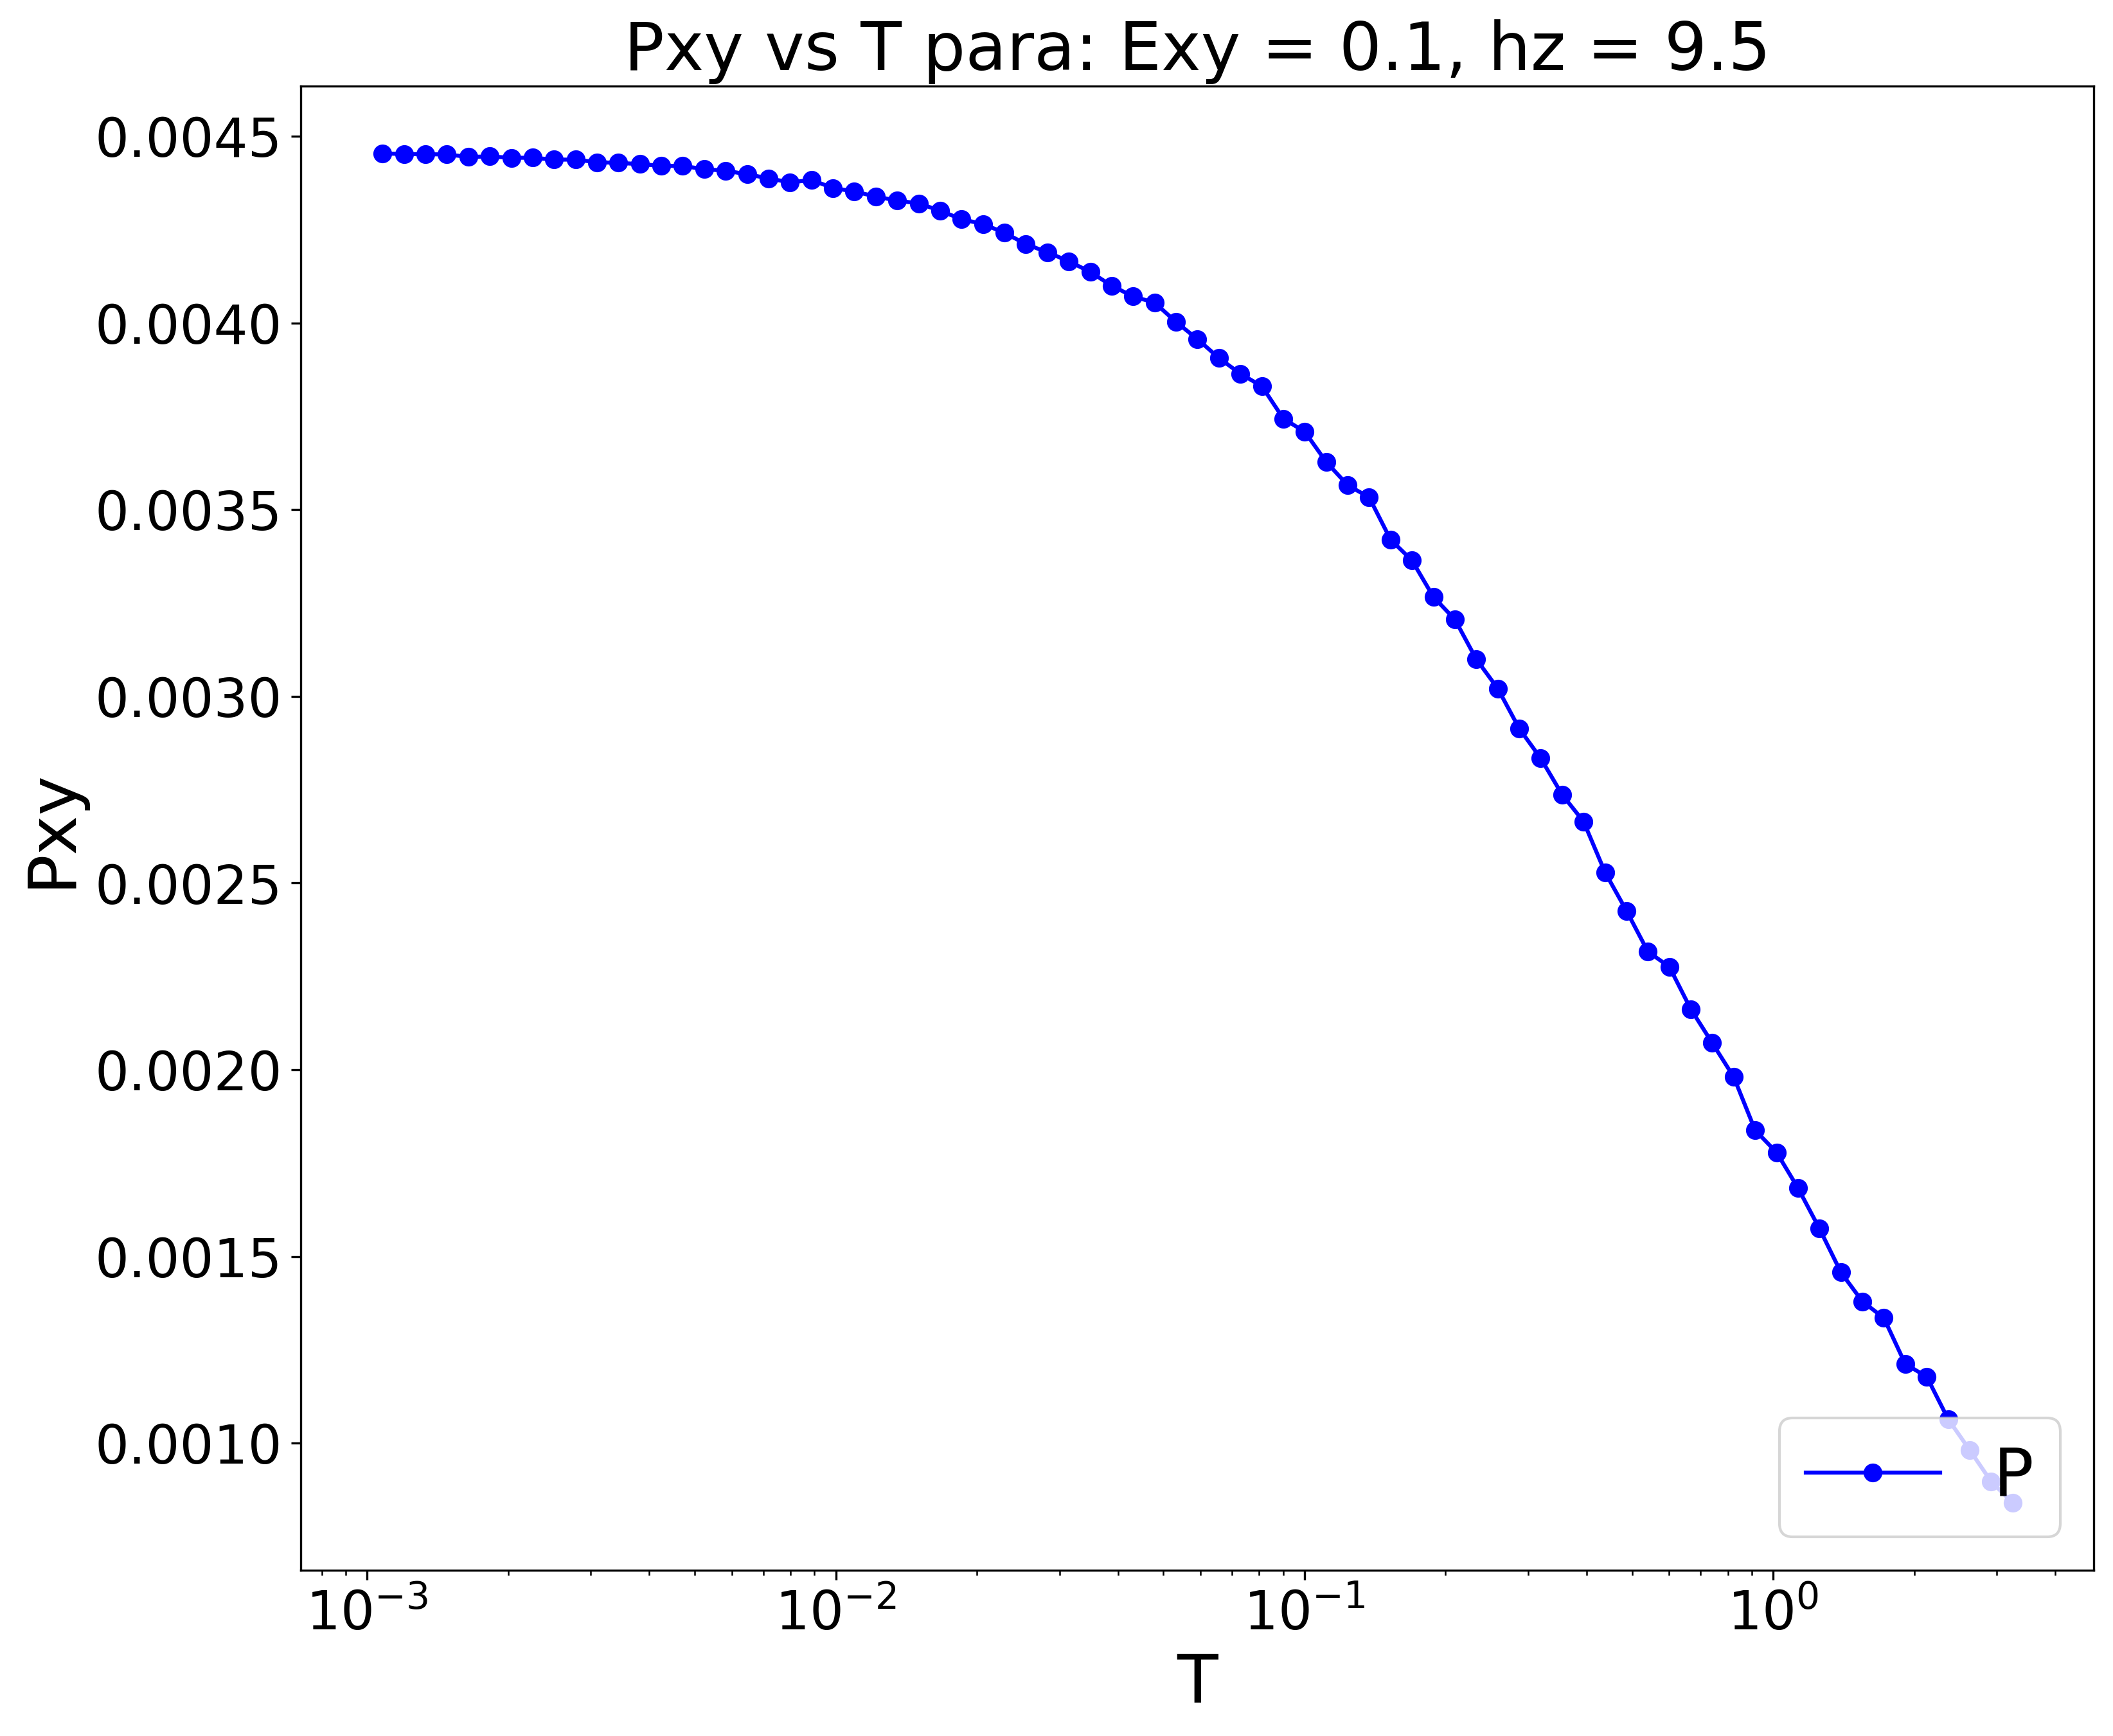 Pxy vs T para: Exy = 0.1, hz = 9.5
0.0045
0.0040
0.0035
0.0030
0.0025
0.0020
0.0015
0.0010
Pxy
P
10⁻³ 10⁻² 10⁻¹ 10⁰
T